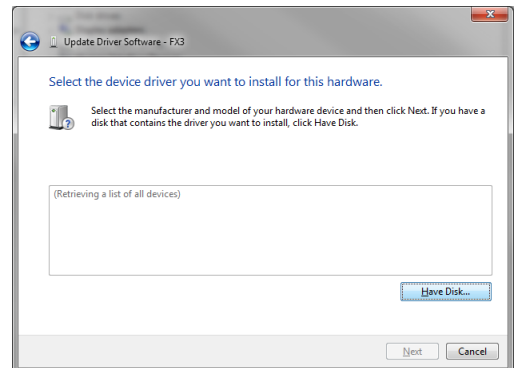 Update Driver Software - FX3
Select the device driver you want to install for this hardware.
Select the manufacturer and model of your hardware device and then click Next. If you have a
disk that contains the driver you want to install, click Have Disk.
(Retrieving a list of all devices)
Have Disk...
Next
Cancel